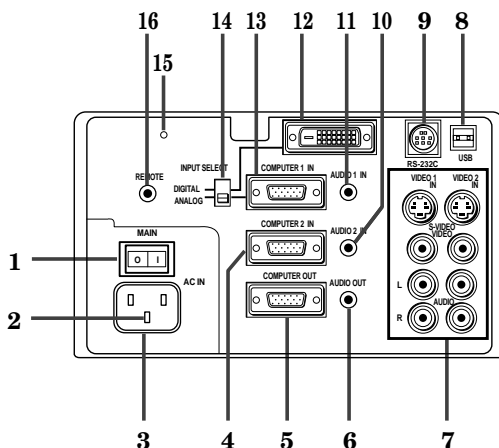 16
14
13
12
11
10
9
8
15
RS-232C
USB
INPUT SELECT
COMPUTER 1 IN
AUDIO 1 IN
REMOTE
DIGITAL
ANALOG
VIDEO 1 IN
VIDEO 2 IN
S-VIDEO
VIDEO
MAIN
O I
COMPUTER 2 IN
AUDIO 2 IN
1
AC IN
COMPUTER OUT
AUDIO OUT
L
AUDIO
R
2
3
4
5
6
7